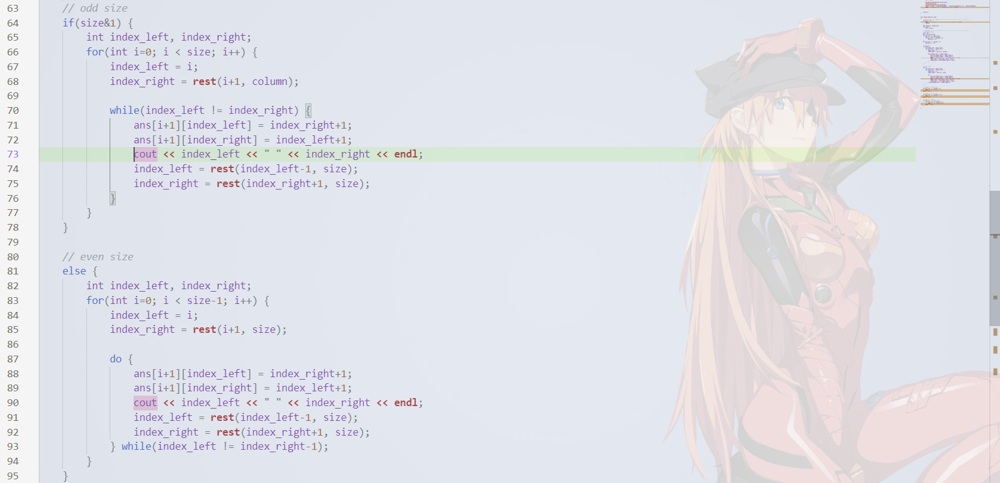 63 // odd size
64 if(size&1) {
65 int index_left, index_right;
66 for(int i=0; i < size; i++) {
67 index_left = i;
68 index_right = rest(i+1, column);
69
70 while(index_left != index_right) {
71 ans[i+1][index_left] = index_right+1;
72 ans[i+1][index_right] = index_left+1;
73 cout << index_left << " " << index_right << endl;
74 index_left = rest(index_left-1, size);
75 index_right = rest(index_right+1, size);
76 }
77 }
78 }
79
80 // even size
81 else {
82 int index_left, index_right;
83 for(int i=0; i < size-1; i++) {
84 index_left = i;
85 index_right = rest(i+1, size);
86
87 do {
88 ans[i+1][index_left] = index_right+1;
89 ans[i+1][index_right] = index_left+1;
90 cout << index_left << " " << index_right << endl;
91 index_left = rest(index_left-1, size);
92 index_right = rest(index_right+1, size);
93 } while(index_left != index_right-1);
94 }
95 }